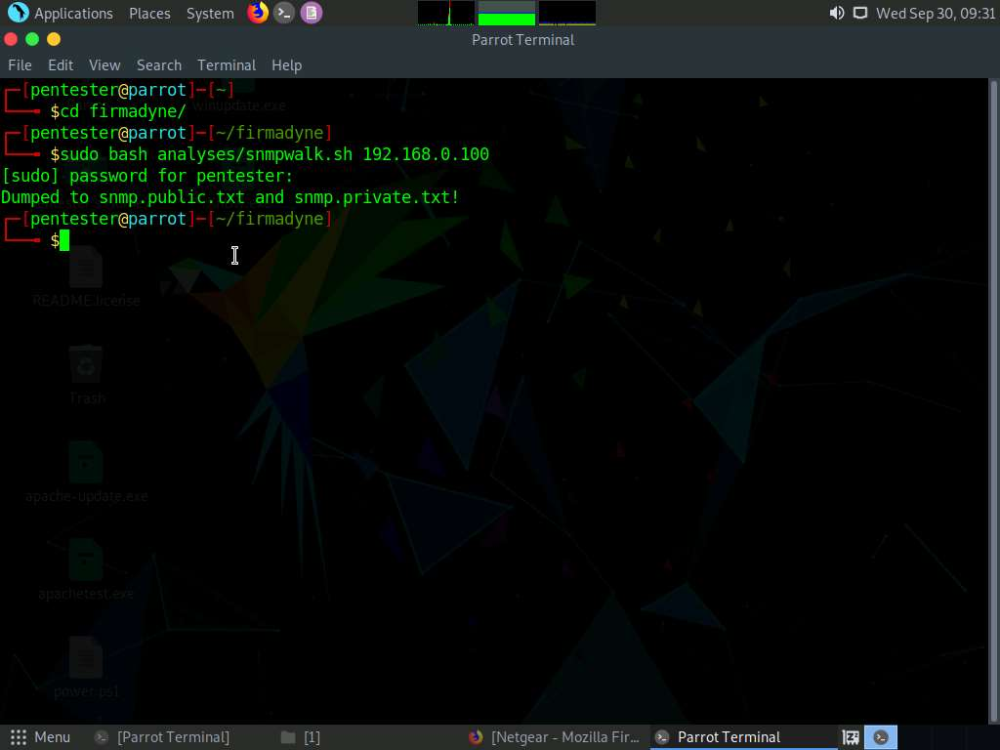 Applications Places System Wed Sep 30, 09:31
Parrot Terminal
File Edit View Search Terminal Help
[pentester@parrot]─[~]
$cd firmadyne/
winupdate.exe
[pentester@parrot]─[~/firmadyne]
$sudo bash analyses/snmpwalk.sh 192.168.0.100
[sudo] password for pentester:
Dumped to snmp.public.txt and snmp.private.txt!
[pentester@parrot]─[~/firmadyne]
$
README.license
Trash
apache-update.exe
apachetest.exe
power.ps1
Menu [Parrot Terminal] [1] [Netgear - Mozilla Fir... Parrot Terminal